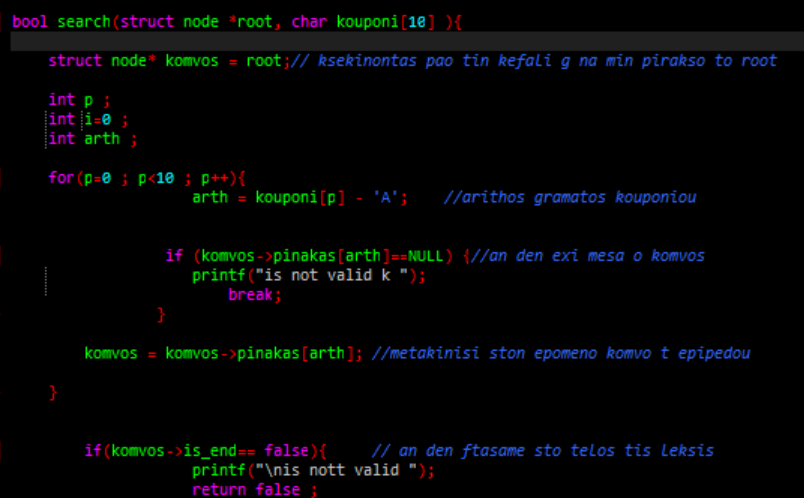 bool search(struct node *root, char kouponi[10] ){
struct node* komvos = root;// ksekinontas pao tin kefali g na min pirakso to root
int p ;
int i=0 ;
int arth ;
for(p=0 ; p<10 ; p++){
arth = kouponi[p] - 'A'; //arithos gramatos kouponiou
if (komvos->pinakas[arth]==NULL) {//an den exi mesa o komvos
printf("is not valid k ");
break;
}
komvos = komvos->pinakas[arth]; //metakinisi ston epomeno komvo t epipedou
}
if(komvos->is_end== false){ // an den ftasame sto telos tis leksis
printf("\nis nott valid ");
return false ;